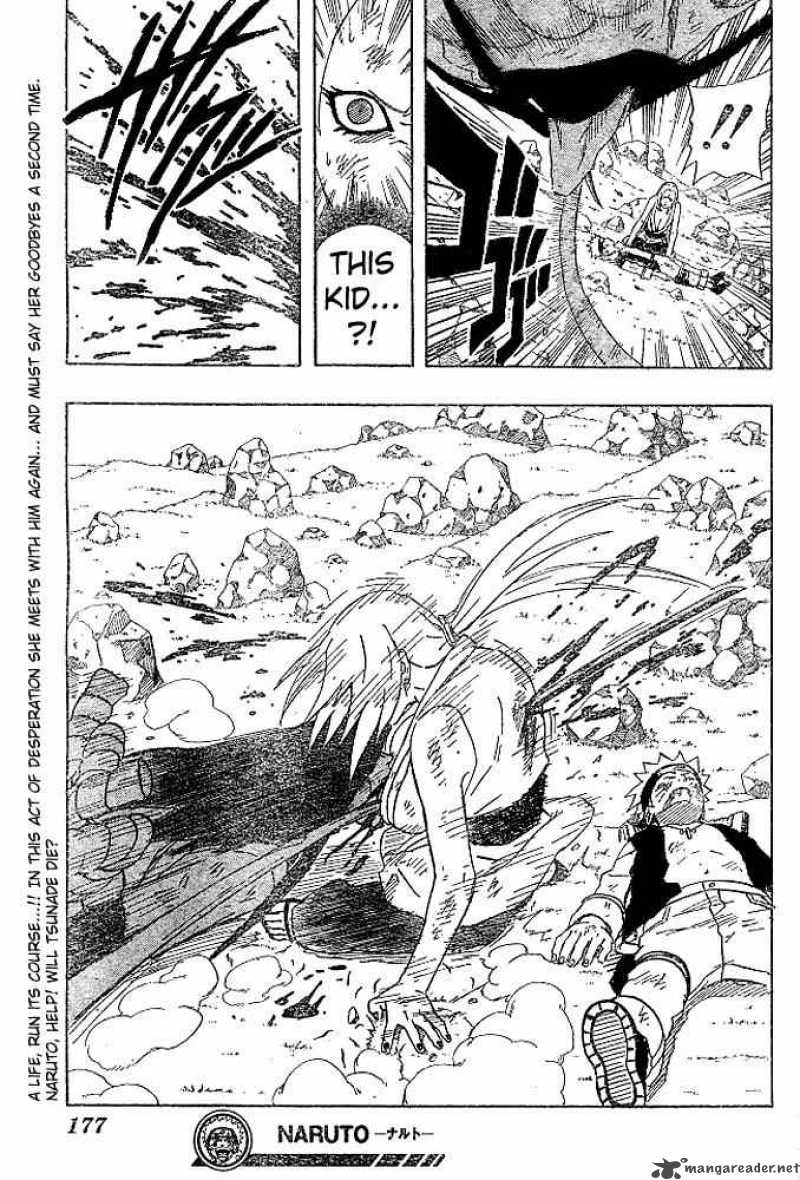 !!
THIS
KID...
?!
A LIFE, RUN ITS COURSE...!! IN THIS ACT OF DESPERATION SHE MEETS WITH HIM AGAIN... AND MUST SAY HER GOODBYES A SECOND TIME.
NARUTO, HELP! WILL TSUNADE DIE?
177
NARUTO —ナルト—
mangareader.net